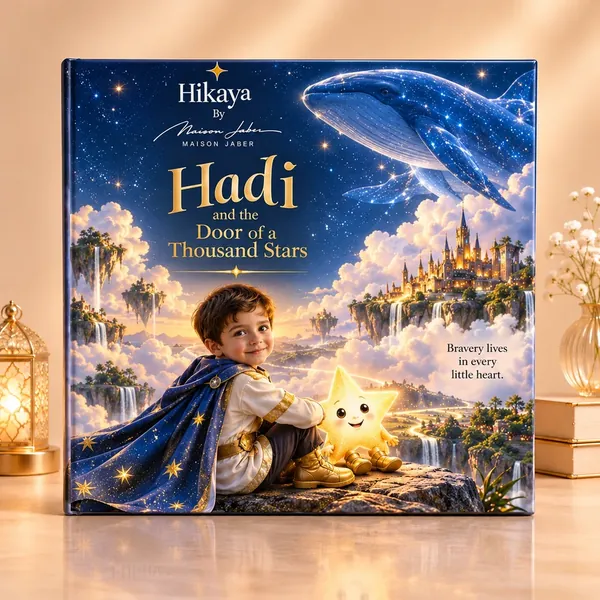 Hikaya
By
Maison Jaber
MAISON JABER
Hadi
and the
Door of a
Thousand Stars
Bravery lives
in every
little heart.